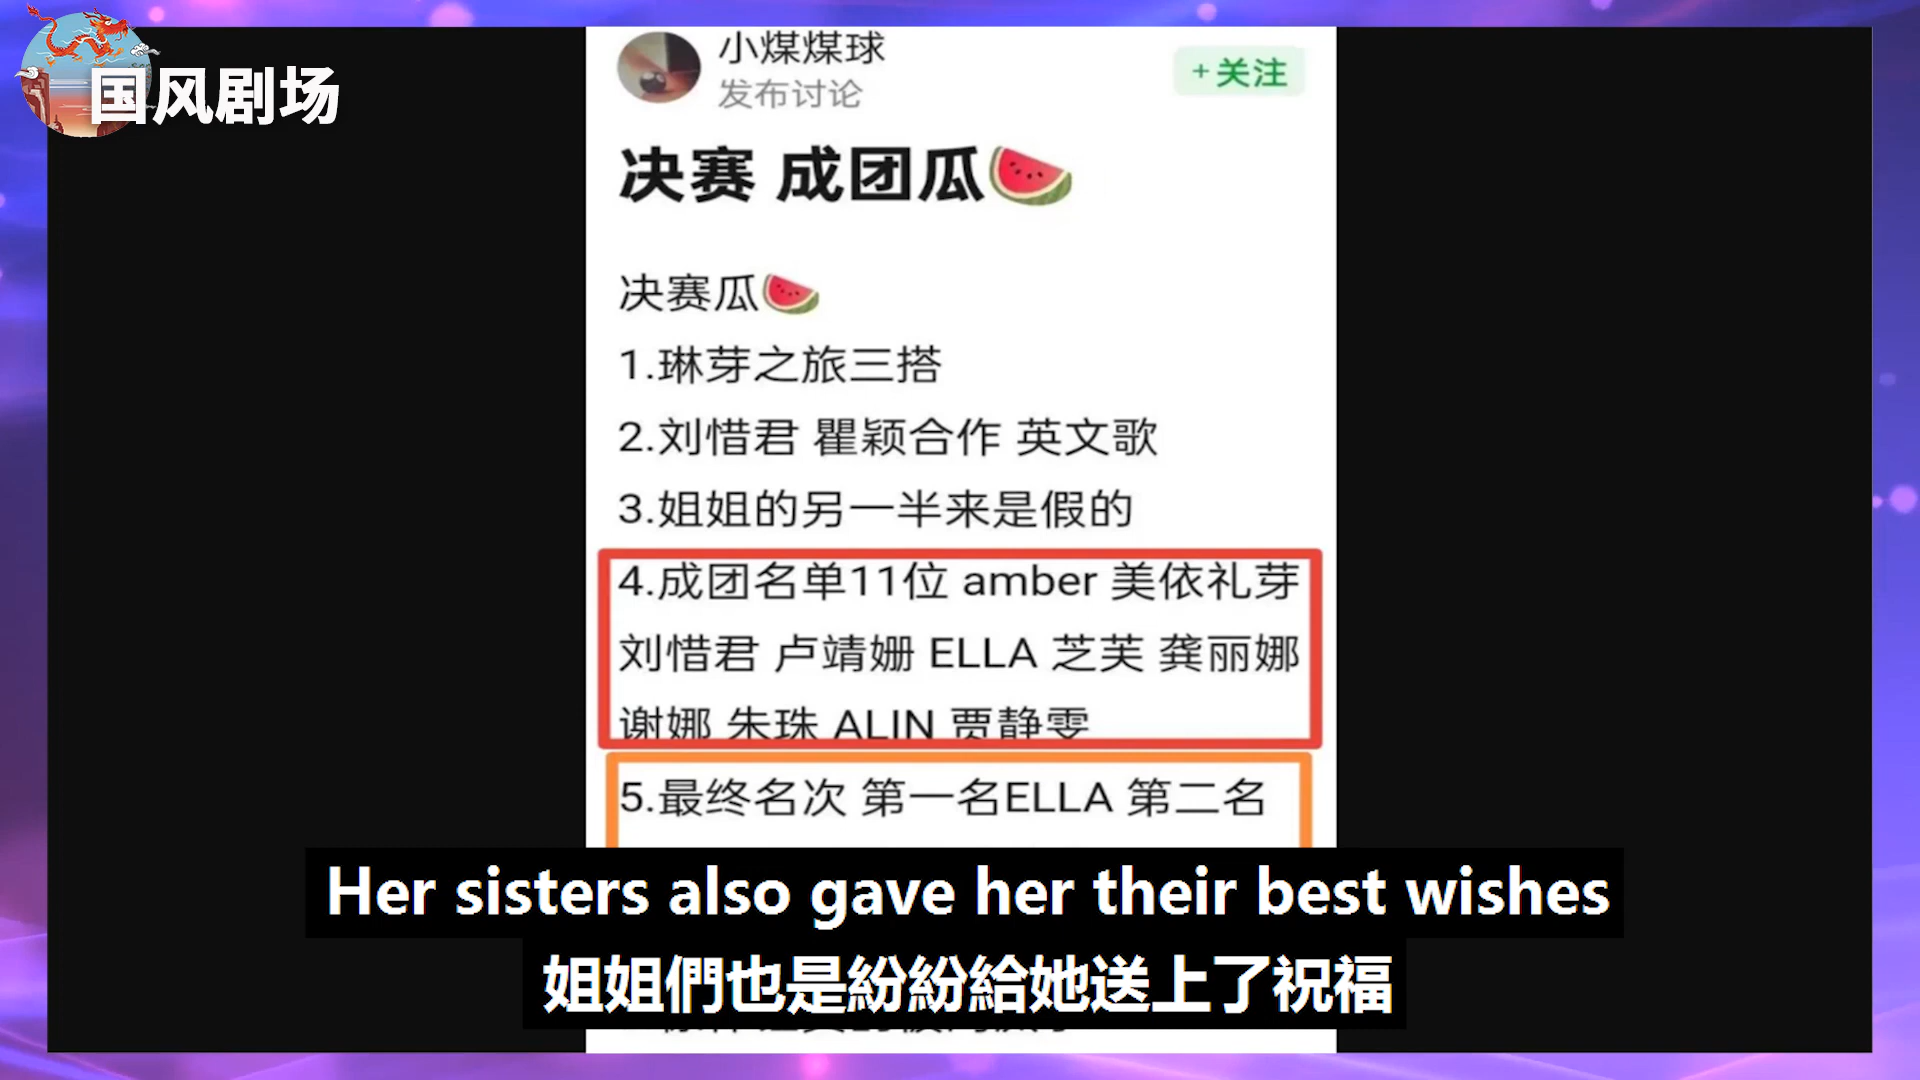 国风剧场
小煤煤球
发布讨论
+关注
决赛 成团瓜🍉
决赛瓜🍉
1.琳芽之旅三搭
2.刘惜君 瞿颖合作 英文歌
3.姐姐的另一半来是假的
4.成团名单11位 amber 美依礼芽
刘惜君 卢靖姗 ELLA 芝芙 龚丽娜
谢娜 朱珠 ALIN 贾静雯
5.最终名次 第一名ELLA 第二名
Her sisters also gave her their best wishes
姐姐們也是紛紛給她送上了祝福